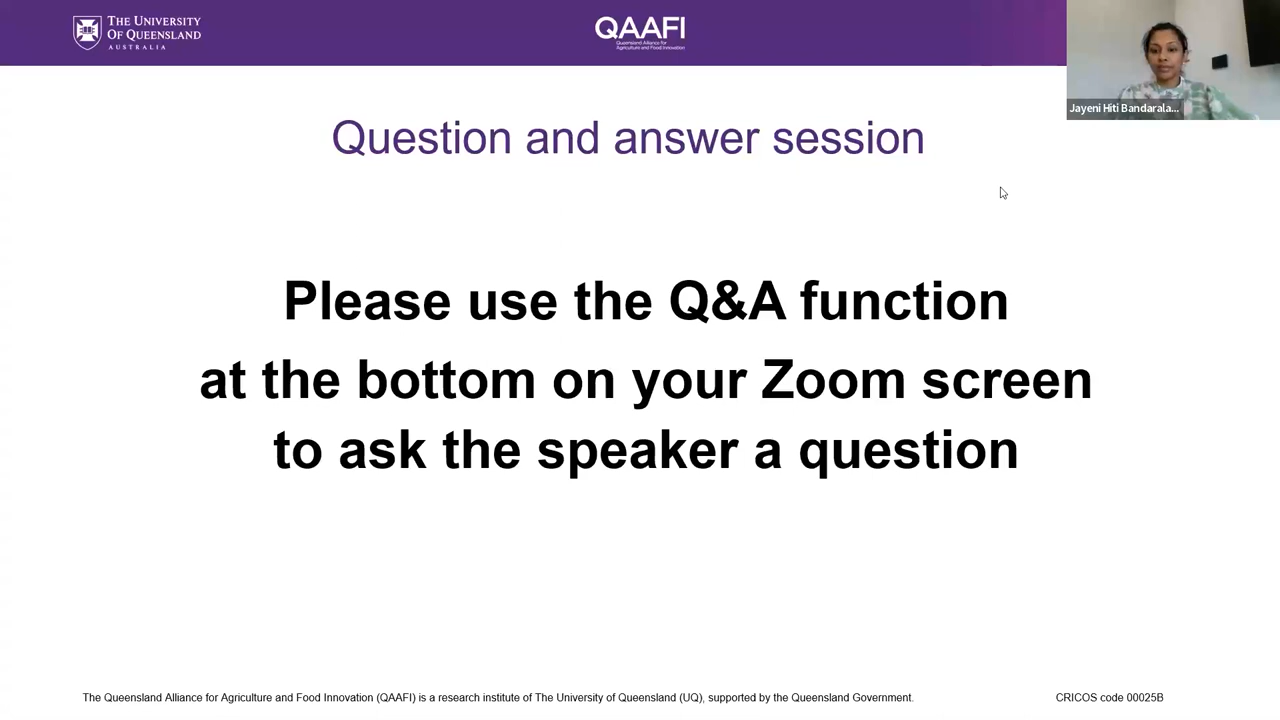 THE UNIVERSITY
OF QUEENSLAND
AUSTRALIA
QAAFI
Queensland Alliance for
Agriculture and Food Innovation
Jayeni Hiti Bandarala...
Question and answer session
Please use the Q&A function
at the bottom on your Zoom screen
to ask the speaker a question
The Queensland Alliance for Agriculture and Food Innovation (QAAFI) is a research institute of The University of Queensland (UQ), supported by the Queensland Government.
CRICOS code 00025B